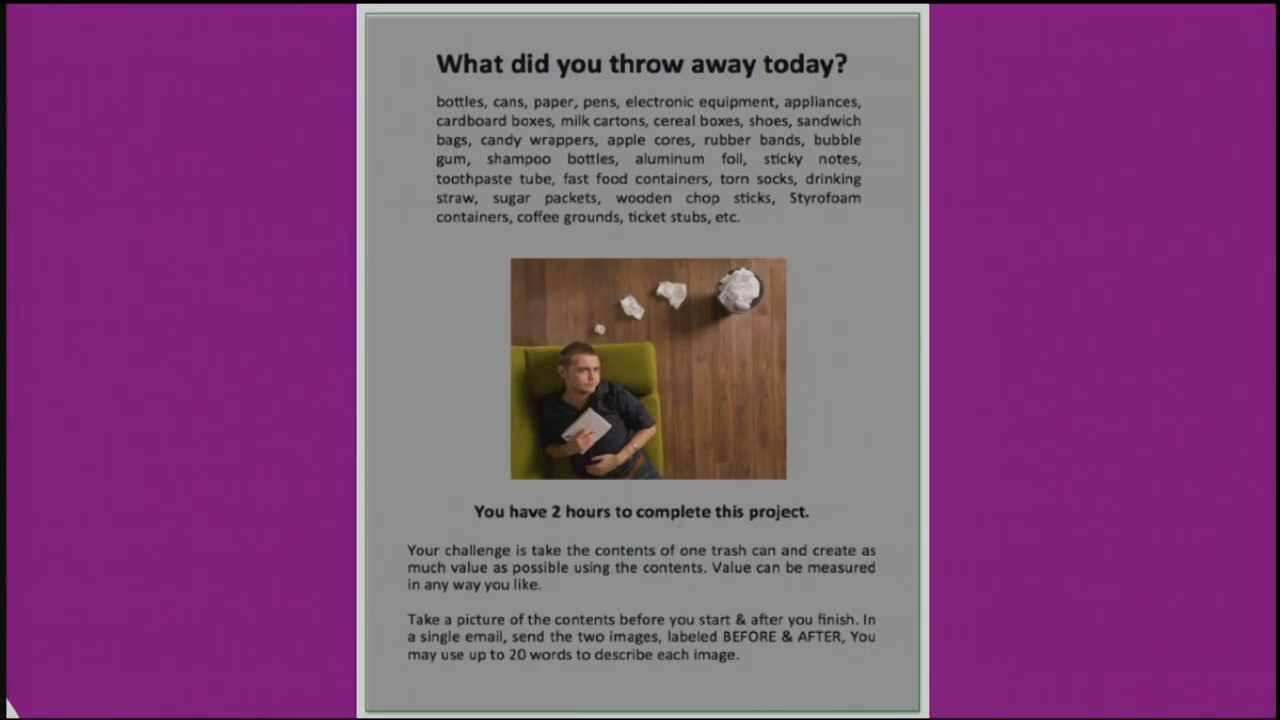 What did you throw away today?
bottles, cans, paper, pens, electronic equipment, appliances,
cardboard boxes, milk cartons, cereal boxes, shoes, sandwich
bags, candy wrappers, apple cores, rubber bands, bubble
gum, shampoo bottles, aluminum foil, sticky notes,
toothpaste tube, fast food containers, torn socks, drinking
straw, sugar packets, wooden chop sticks, Styrofoam
containers, coffee grounds, ticket stubs, etc.
You have 2 hours to complete this project.
Your challenge is take the contents of one trash can and create as
much value as possible using the contents. Value can be measured
in any way you like.
Take a picture of the contents before you start & after you finish. In
a single email, send the two images, labeled BEFORE & AFTER, You
may use up to 20 words to describe each image.